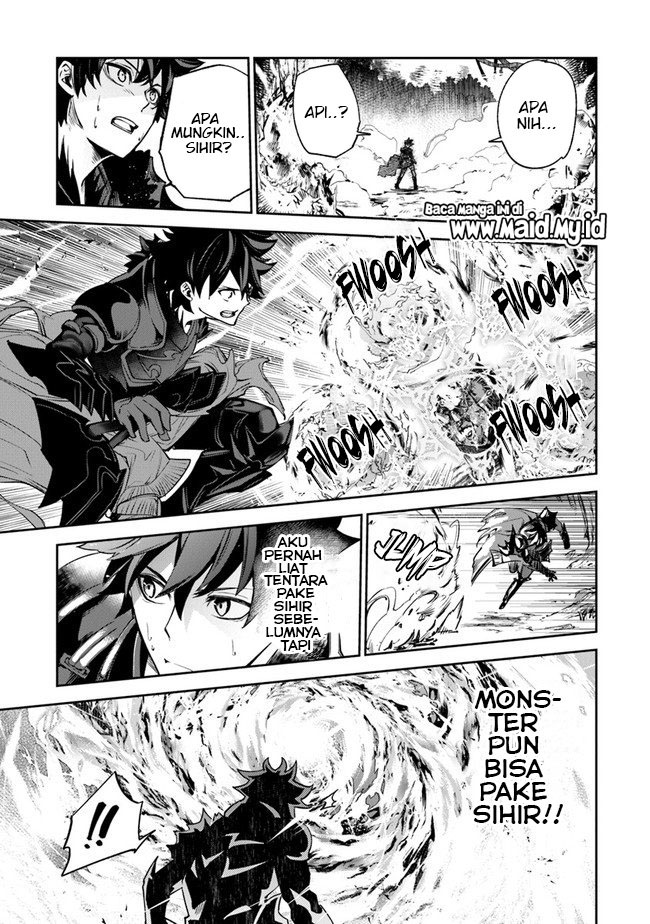 APA
NIH...
API..?
APA
MUNGKIN..
SIHIR?
Baca Manga ini di
www.Maid.My.id
FWOOSH
FWOOSH
FWOOSH
FWOOSH
JUMP
AKU
PERNAH
LIAT
TENTARA
PAKE
SIHIR
SEBE-
LUMNYA
TAPI
MONS-
TER
PUN
BISA
PAKE
SIHIR!!
!!